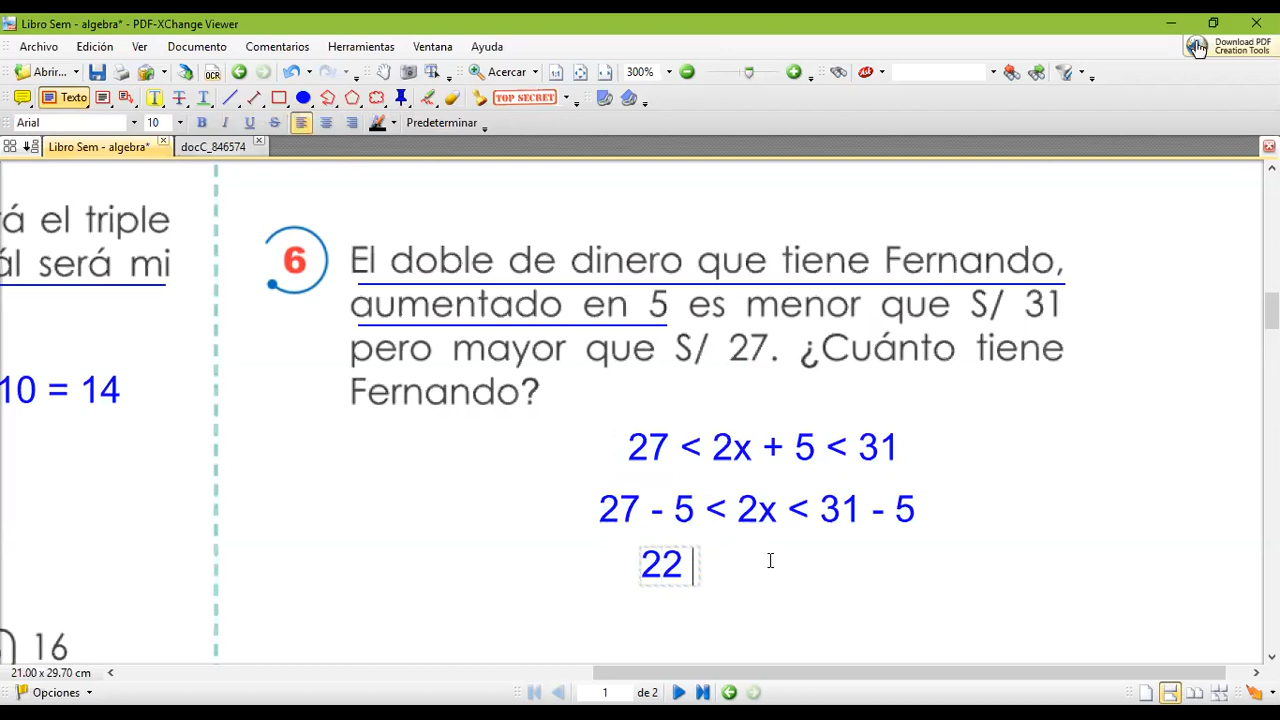 Libro Sem - algebra* - PDF-XChange Viewer
Archivo Edición Ver Documento Comentarios Herramientas Ventana Ayuda
Download PDF
Creation Tools
Abrir... OCR Acercar 300%
Texto TOP SECRET
Arial 10 B I U S Predeterminar
Libro Sem - algebra* docC_846574
á el triple
ál será mi
10 = 14
16
6
El doble de dinero que tiene Fernando,
aumentado en 5 es menor que S/ 31
pero mayor que S/ 27. ¿Cuánto tiene
Fernando?
27 < 2x + 5 < 31
27 - 5 < 2x < 31 - 5
22
21.00 x 29.70 cm
Opciones 1 de 2